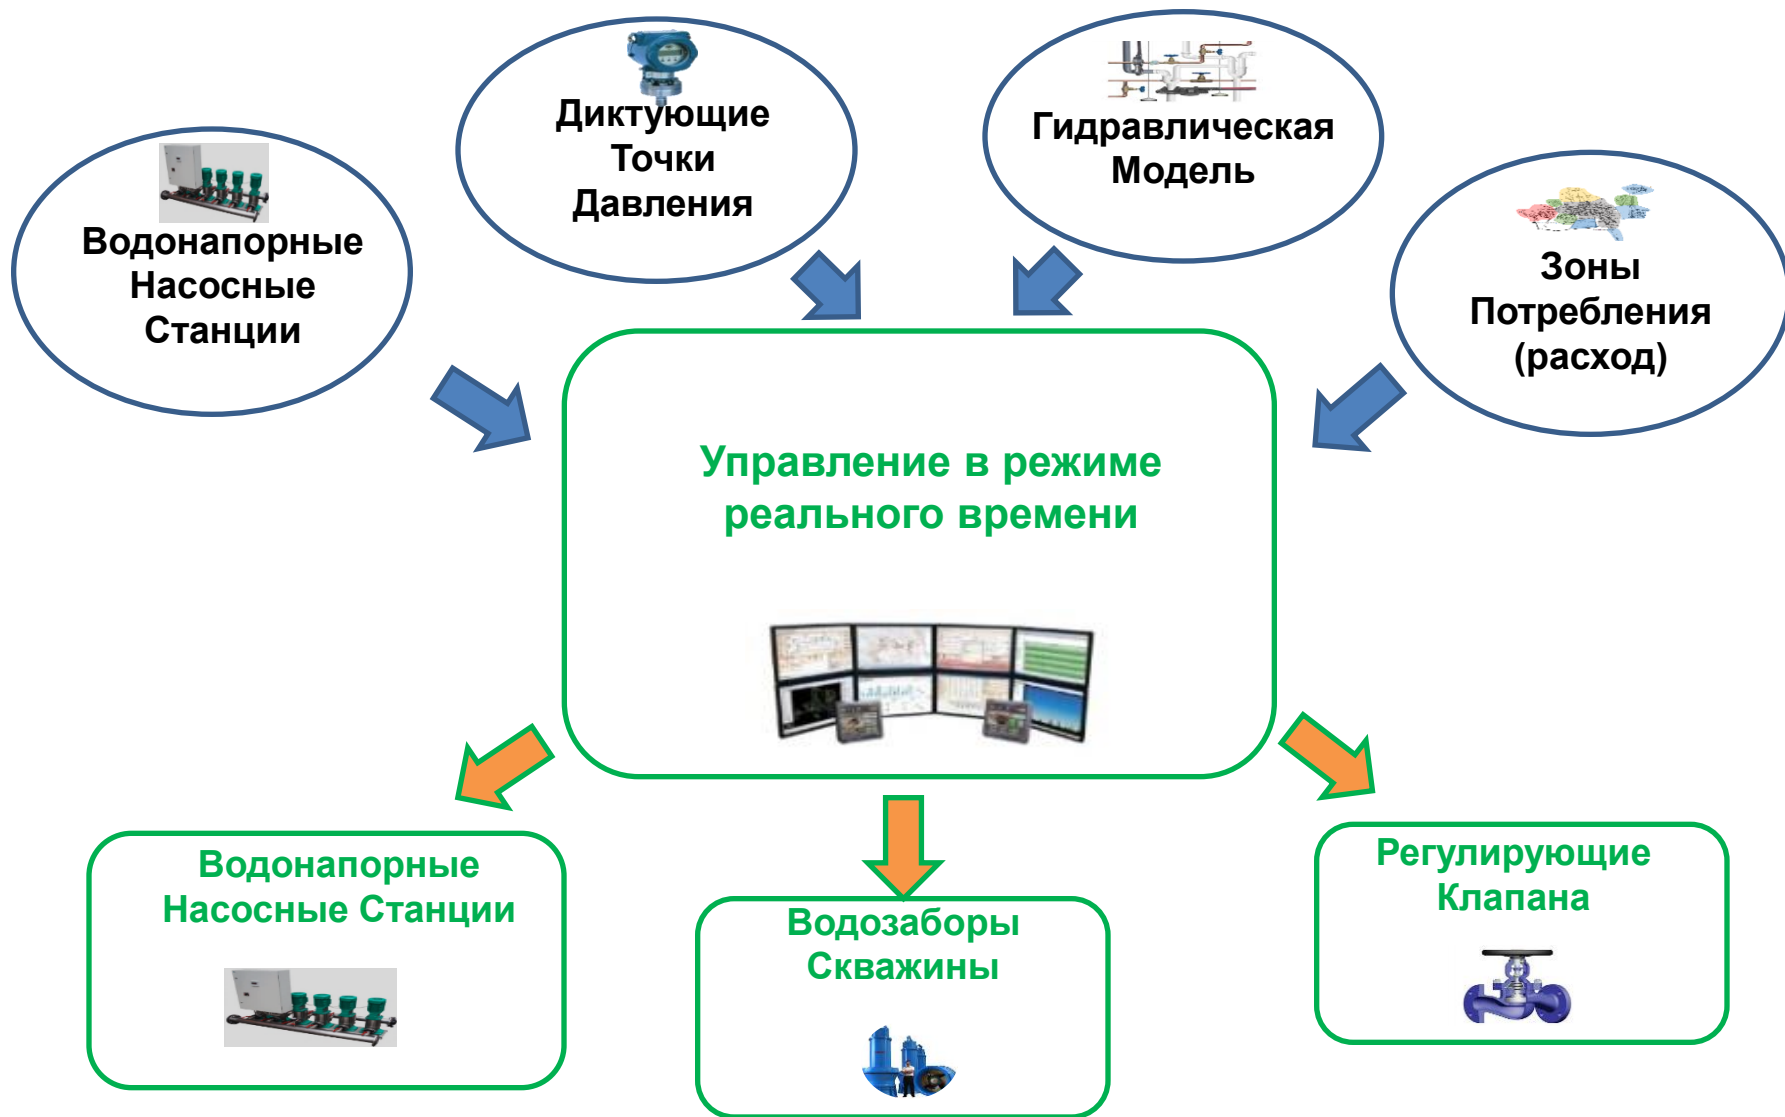 Диктующие
Точки
Давления
Гидравлическая
Модель
Водонапорные
Насосные
Станции
Зоны
Потребления
(расход)
Управление в режиме
реального времени
Водонапорные
Насосные Станции
Водозаборы
Скважины
Регулирующие
Клапана